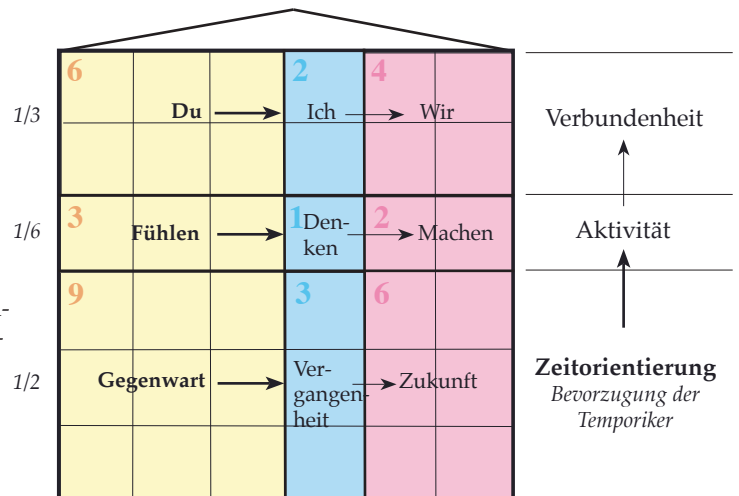 6 2 4
1/3 Du Ich Wir Verbundenheit
3 1 2
1/6 Fühlen Den-
ken Machen Aktivität
9 3 6
1/2 Gegenwart Ver-
gangen-
heit Zukunft
Zeitorientierung
Bevorzugung der
Temporiker